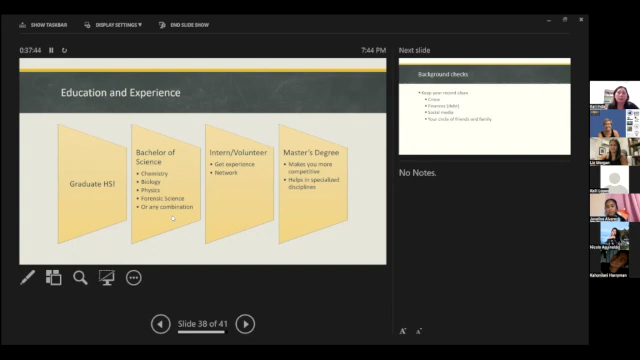 SHOW TASKBAR
DISPLAY SETTINGS ▼
END SLIDE SHOW
0:37:44
7:44 PM
Education and Experience
Graduate HS!
Bachelor of
Science
• Chemistry
• Biology
• Physics
• Forensic Science
• Or any combination
Intern/Volunteer
• Get experience
• Network
Master's Degree
• Makes you more
competitive
• Helps in specialized
disciplines
Slide 38 of 41
Next slide
Background checks
• Keep your record clean
• Crime
• Finances (debt)
• Social media
• Your circle of friends and family
No Notes.
A
A
Liz Morgan